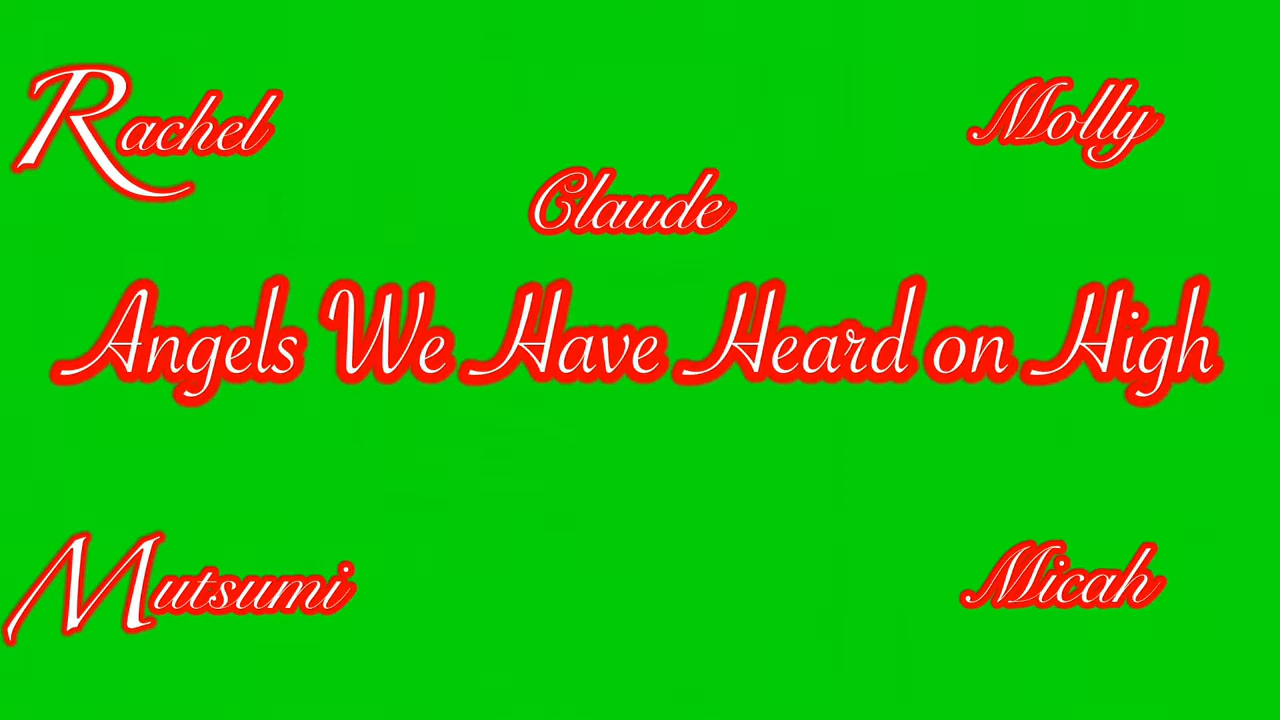 Rachel
Molly
Claude
Angels We Have Heard on High
Mutsumi
Micah